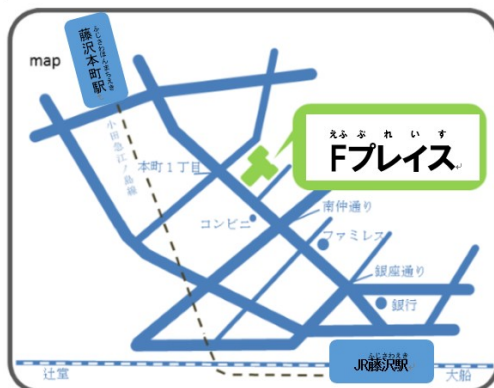 map
ふじさわほんまちえき
藤沢本町駅
小田急江ノ島線
えふぷれいす
Fプレイス
本町1丁目
コンビニ
南仲通り
ファミレス
銀座通り
銀行
ふじさわえき
JR藤沢駅
辻堂
大船